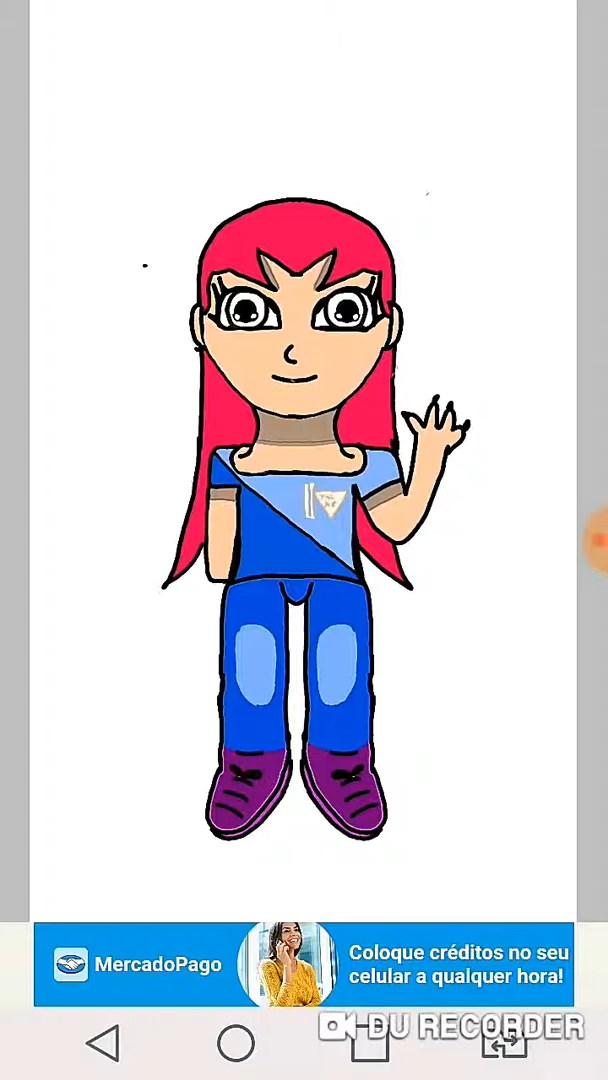 MercadoPago
Coloque créditos no seu
celular a qualquer hora!
DU RECORDER